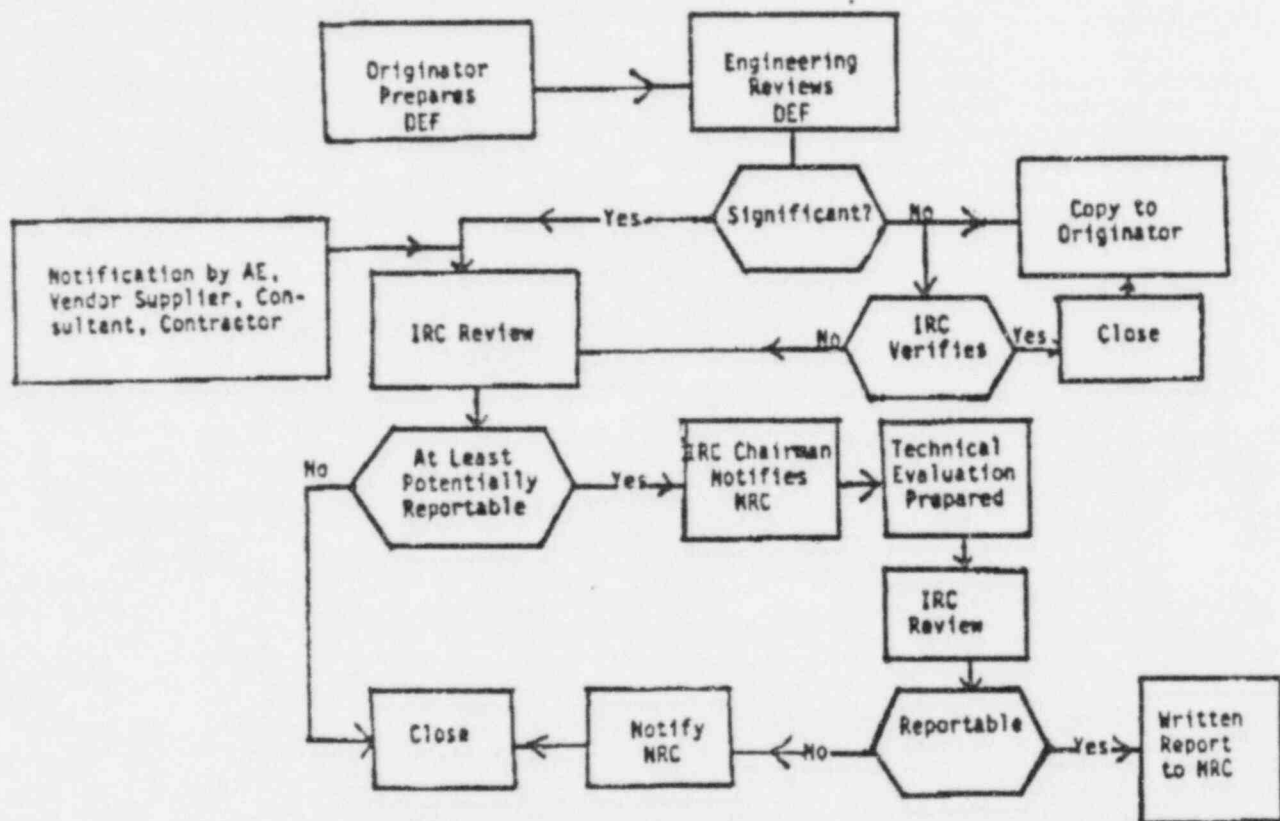 Originator
Prepares
DEF
Engineering
Reviews
DEF
Significant?
Yes
No
Copy to
Originator
Notification by AE,
Vendor Supplier, Con-
sultant, Contractor
IRC Review
No
IRC
Verifies
Yes
Close
No
At Least
Potentially
Reportable
Yes
IRC Chairman
Notifies
NRC
Technical
Evaluation
Prepared
IRC
Review
Close
Notify
NRC
No
Reportable
Yes
Written
Report
to NRC